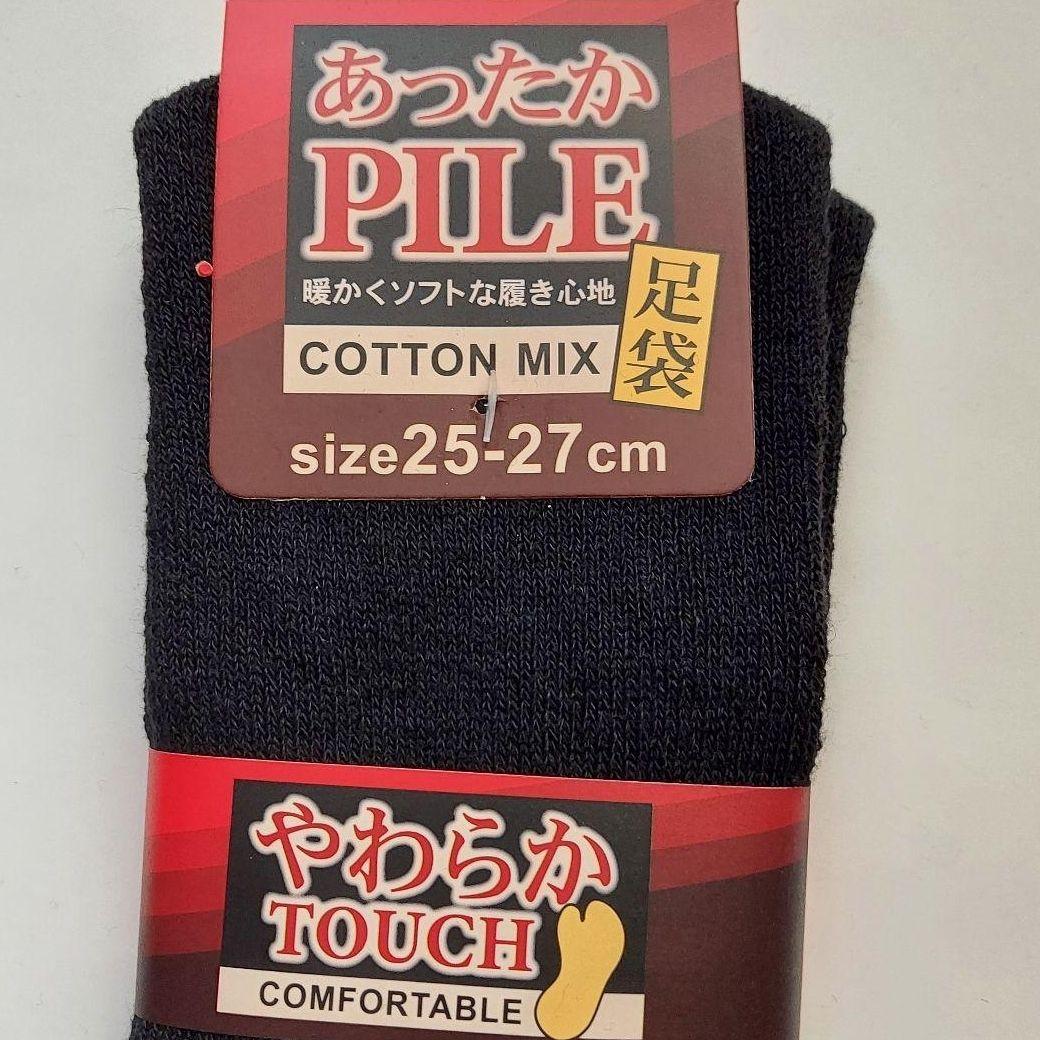 あったか
PILE
暖かくソフトな履き心地
足袋
COTTON MIX
size25-27cm
やわらか
TOUCH
COMFORTABLE